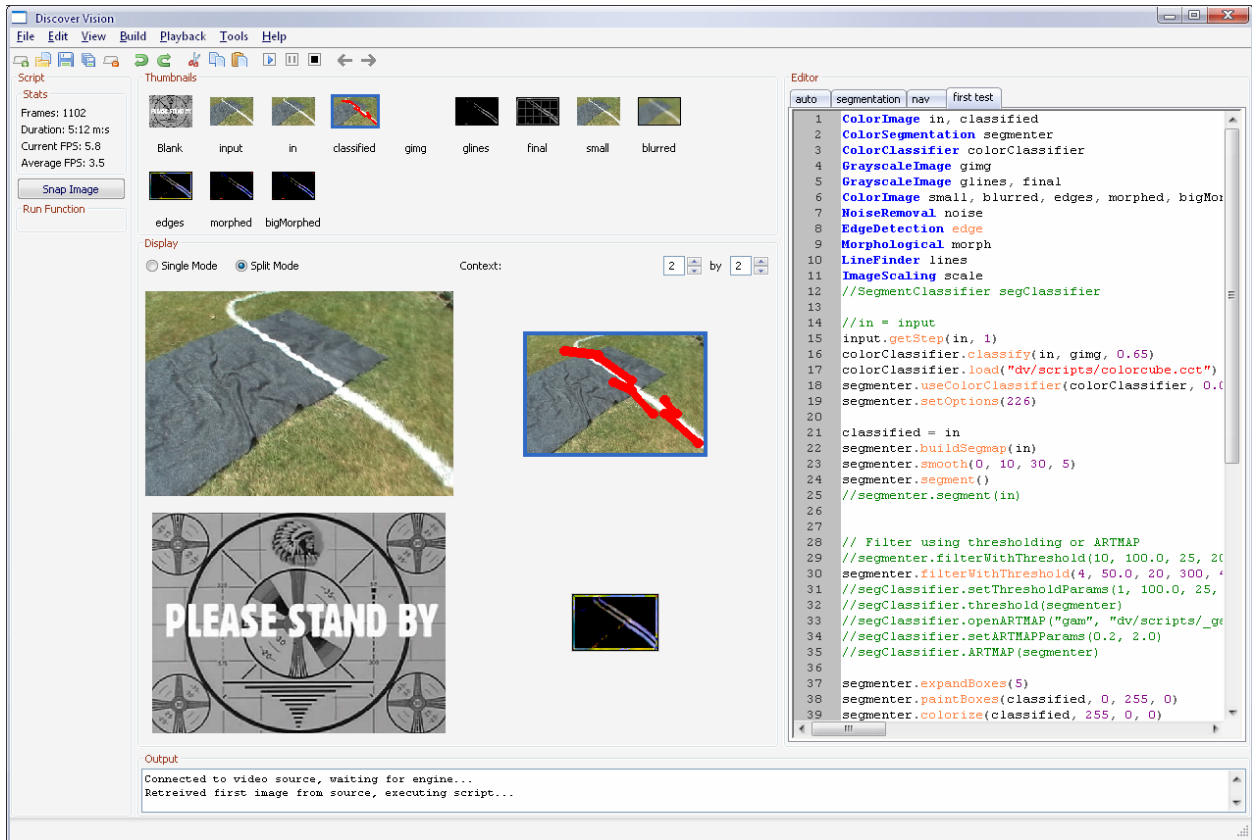 Discover Vision
File Edit View Build Playback Tools Help
Script
Stats
Frames: 1102
Duration: 5:12 m:s
Current FPS: 5.8
Average FPS: 3.5
Snap Image
Run Function
Thumbnails
Blank input in classified gimg glines final small blurred
edges morphed bigMorphed
Display
Single Mode Split Mode Context: 2 by 2
PLEASE STAND BY
Editor
auto segmentation nav first test
1 ColorImage in, classified
2 ColorSegmentation segmenter
3 ColorClassifier colorClassifier
4 GrayscaleImage gimg
5 GrayscaleImage glines, final
6 ColorImage small, blurred, edges, morphed, bigMor
7 NoiseRemoval noise
8 EdgeDetection edge
9 Morphological morph
10 LineFinder lines
11 ImageScaling scale
12 //SegmentClassifier segClassifier
13
14 //in = input
15 input.getStep(in, 1)
16 colorClassifier.classify(in, gimg, 0.65)
17 colorClassifier.load("dv/scripts/colorcube.cct")
18 segmenter.useColorClassifier(colorClassifier, 0.0
19 segmenter.setOptions(226)
20
21 classified = in
22 segmenter.buildSegmap(in)
23 segmenter.smooth(0, 10, 30, 5)
24 segmenter.segment()
25 //segmenter.segment(in)
26
27
28 // Filter using thresholding or ARTMAP
29 //segmenter.filterWithThreshold(10, 100.0, 25, 20
30 segmenter.filterWithThreshold(4, 50.0, 20, 300, 4
31 //segClassifier.setThresholdParams(1, 100.0, 25,
32 //segClassifier.threshold(segmenter)
33 //segClassifier.openARTMAP("gam", "dv/scripts/_ga
34 //segClassifier.setARTMAPParams(0.2, 2.0)
35 //segClassifier.ARTMAP(segmenter)
36
37 segmenter.expandBoxes(5)
38 segmenter.paintBoxes(classified, 0, 255, 0)
39 segmenter.colorize(classified, 255, 0, 0)
Output
Connected to video source, waiting for engine...
Retreived first image from source, executing script...